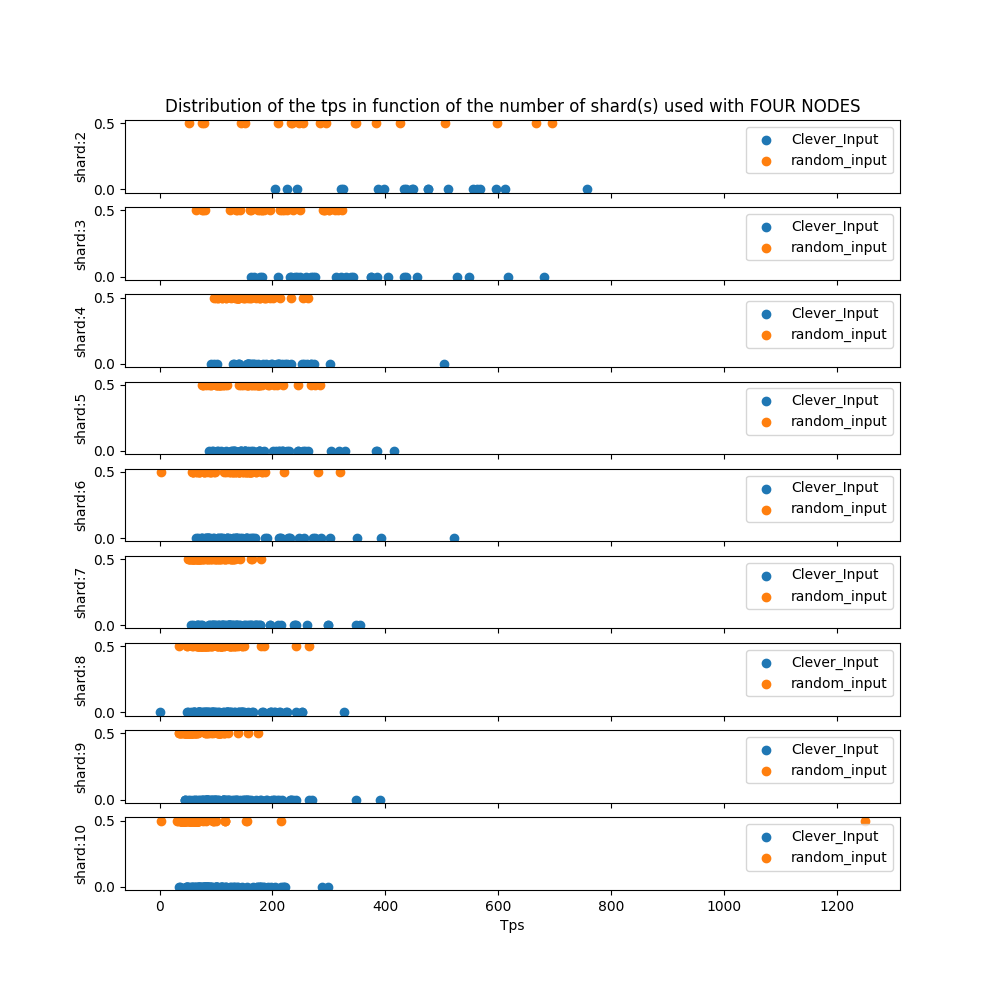 Distribution of the tps in function of the number of shard(s) used with FOUR NODES
shard:2
0.5
0.0
Clever_Input
random_input
shard:3
0.5
0.0
Clever_Input
random_input
shard:4
0.5
0.0
Clever_Input
random_input
shard:5
0.5
0.0
Clever_Input
random_input
shard:6
0.5
0.0
Clever_Input
random_input
shard:7
0.5
0.0
Clever_Input
random_input
shard:8
0.5
0.0
Clever_Input
random_input
shard:9
0.5
0.0
Clever_Input
random_input
shard:10
0.5
0.0
Clever_Input
random_input
0 200 400 600 800 1000 1200
Tps